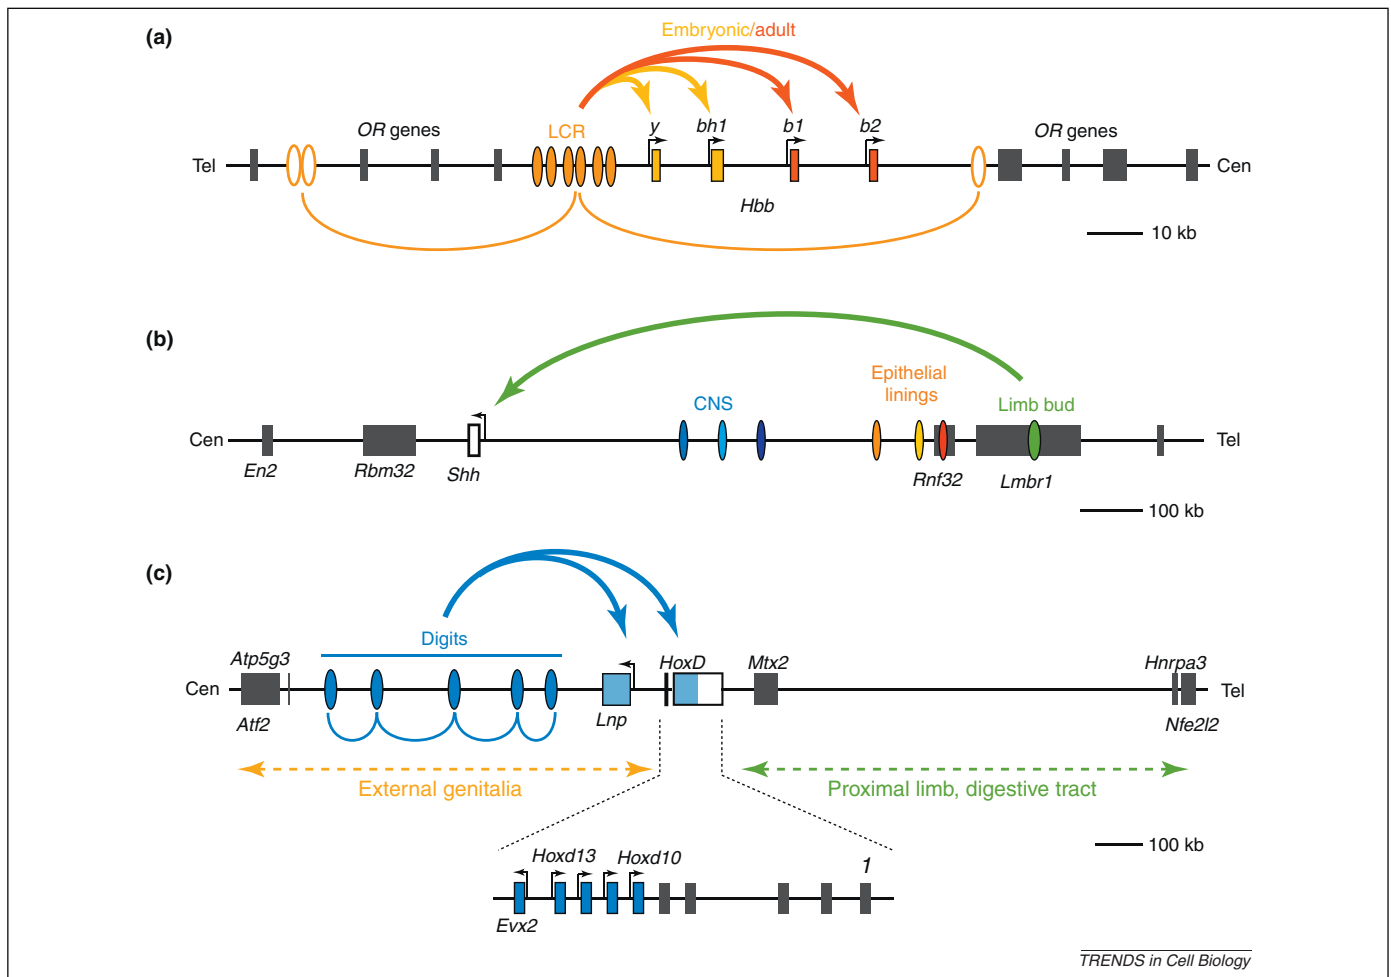 (a)
Embryonic/adult
OR genes
LCR
y
bh1
b1
b2
OR genes
Tel
Cen
Hbb
10 kb
(b)
Epithelial
linings
CNS
Limb bud
Cen
Tel
En2
Rbm32
Shh
Rnf32
Lmbr1
100 kb
(c)
Digits
Atp5g3
HoxD
Mtx2
Hnrpa3
Cen
Tel
Atf2
Lnp
Nfe2l2
External genitalia
Proximal limb, digestive tract
100 kb
Hoxd13
Hoxd10
1
Evx2
TRENDS in Cell Biology